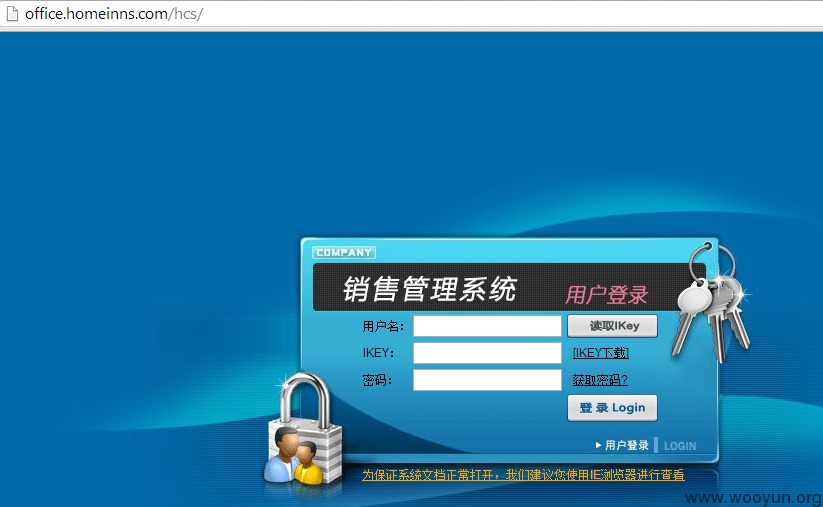 office.homeinns.com/hcs/
COMPANY
销售管理系统 用户登录
用户名： 读取IKey
IKEY： [IKEY下载]
密码： 获取密码?
登 录 Login
用户登录 LOGIN
为保证系统文档正常打开，我们建议您使用IE浏览器进行查看
www.wooyun.org